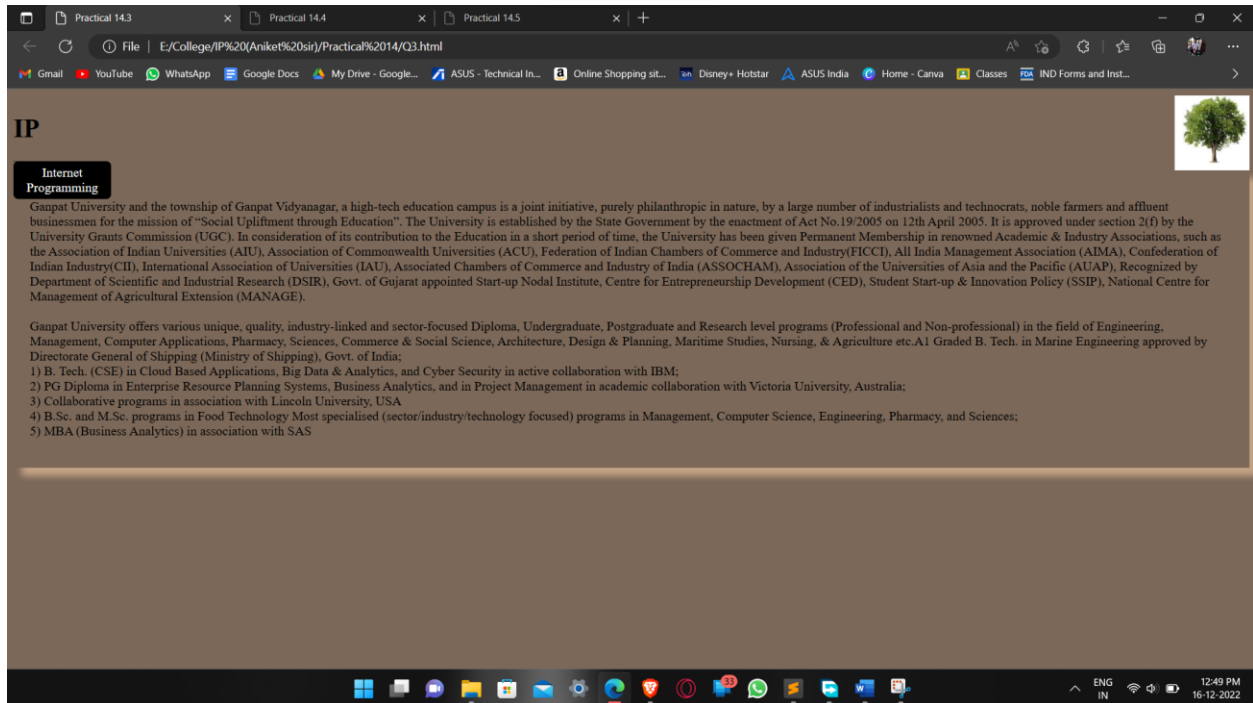 Practical 14.3
Practical 14.4
Practical 14.5
File
E:/College/IP%20(Aniket%20sir)/Practical%2014/Q3.html
Gmail
YouTube
WhatsApp
Google Docs
My Drive - Google...
ASUS - Technical In...
Online Shopping sit...
Disney+ Hotstar
ASUS India
Home - Canva
Classes
IND Forms and Inst...
IP
Internet
Programming
Ganpat University and the township of Ganpat Vidyanagar, a high-tech education campus is a joint initiative, purely philanthropic in nature, by a large number of industrialists and technocrats, noble farmers and affluent
businessmen for the mission of “Social Upliftment through Education”. The University is established by the State Government by the enactment of Act No.19/2005 on 12th April 2005. It is approved under section 2(f) by the
University Grants Commission (UGC). In consideration of its contribution to the Education in a short period of time, the University has been given Permanent Membership in renowned Academic & Industry Associations, such as
the Association of Indian Universities (AIU), Association of Commonwealth Universities (ACU), Federation of Indian Chambers of Commerce and Industry(FICCI), All India Management Association (AIMA), Confederation of
Indian Industry(CII), International Association of Universities (IAU), Associated Chambers of Commerce and Industry of India (ASSOCHAM), Association of the Universities of Asia and the Pacific (AUAP), Recognized by
Department of Scientific and Industrial Research (DSIR), Govt. of Gujarat appointed Start-up Nodal Institute, Centre for Entrepreneurship Development (CED), Student Start-up & Innovation Policy (SSIP), National Centre for
Management of Agricultural Extension (MANAGE).
Ganpat University offers various unique, quality, industry-linked and sector-focused Diploma, Undergraduate, Postgraduate and Research level programs (Professional and Non-professional) in the field of Engineering,
Management, Computer Applications, Pharmacy, Sciences, Commerce & Social Science, Architecture, Design & Planning, Maritime Studies, Nursing, & Agriculture etc.A1 Graded B. Tech. in Marine Engineering approved by
Directorate General of Shipping (Ministry of Shipping), Govt. of India;
1) B. Tech. (CSE) in Cloud Based Applications, Big Data & Analytics, and Cyber Security in active collaboration with IBM;
2) PG Diploma in Enterprise Resource Planning Systems, Business Analytics, and in Project Management in academic collaboration with Victoria University, Australia;
3) Collaborative programs in association with Lincoln University, USA
4) B.Sc. and M.Sc. programs in Food Technology Most specialised (sector/industry/technology focused) programs in Management, Computer Science, Engineering, Pharmacy, and Sciences;
5) MBA (Business Analytics) in association with SAS
33
ENG
IN
12:49 PM
16-12-2022